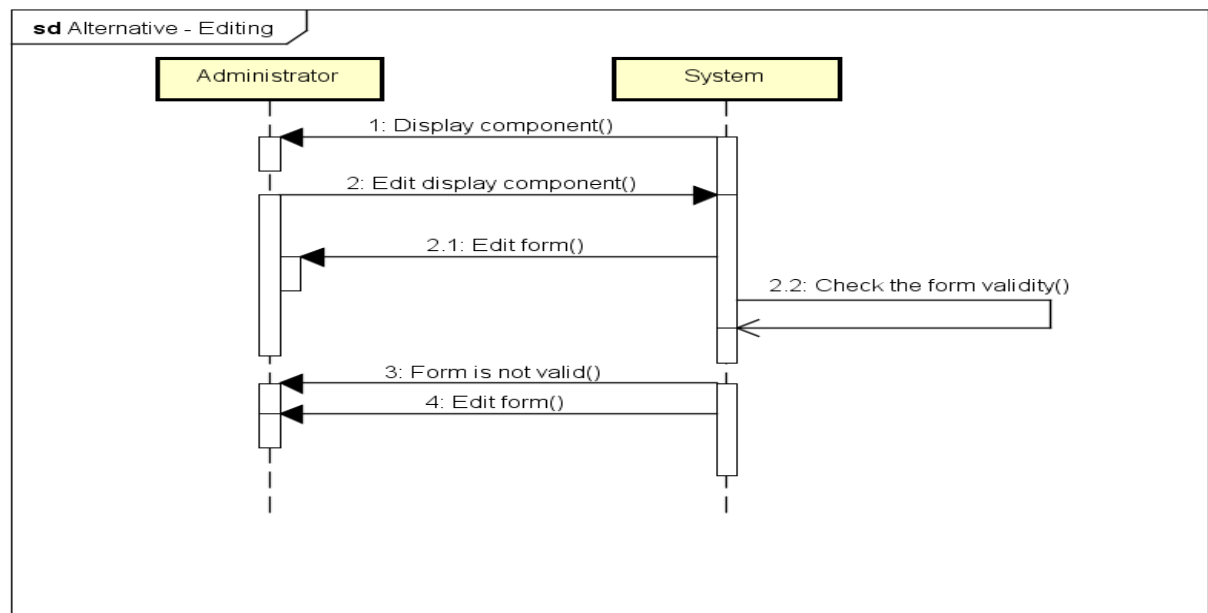 sd Alternative - Editing
Administrator
System
1: Display component()
2: Edit display component()
2.1: Edit form()
2.2: Check the form validity()
3: Form is not valid()
4: Edit form()